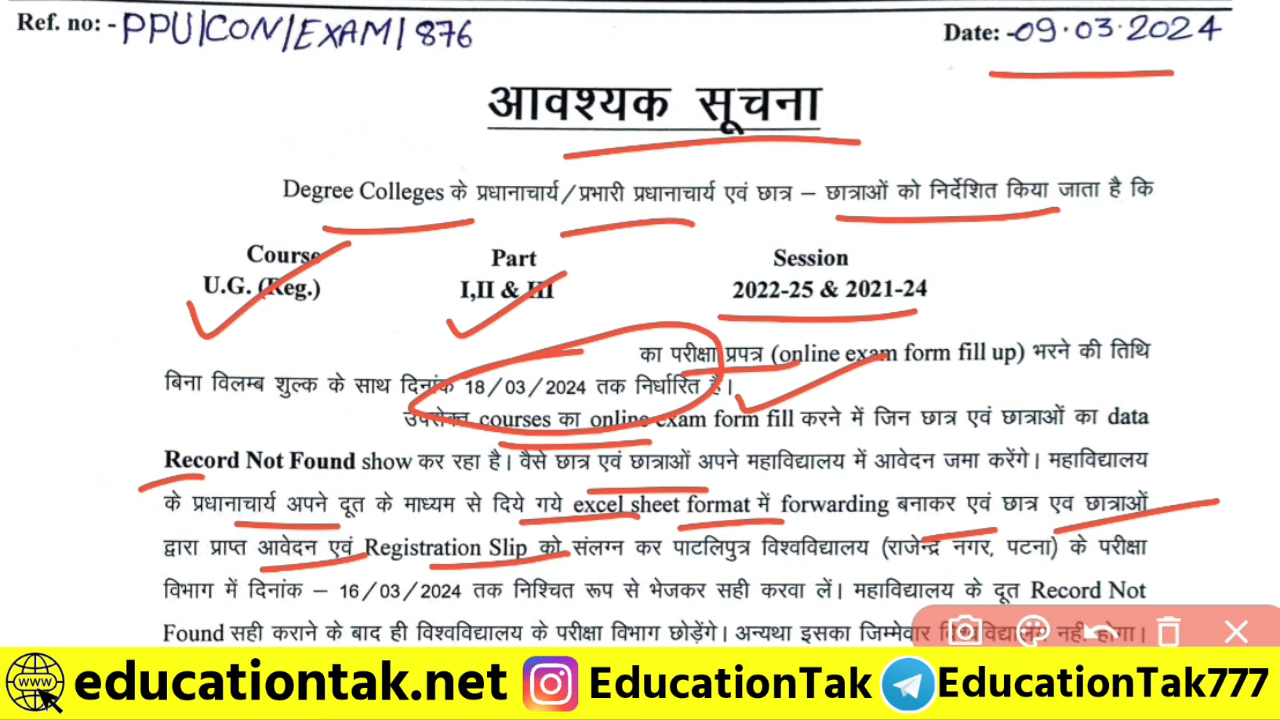 Ref. no: - PPU/CON/EXAM/876 Date: - 09.03.2024
आवश्यक सूचना
Degree Colleges के प्रधानाचार्य/प्रभारी प्रधानाचार्य एवं छात्र – छात्राओं को निर्देशित किया जाता है कि
Course Part Session
U.G. (Reg.) I,II & III 2022-25 & 2021-24
का परीक्षा प्रपत्र (online exam form fill up) भरने की तिथि
बिना विलम्ब शुल्क के साथ दिनांक 18/03/2024 तक निर्धारित है।
उपरोक्त courses का online exam form fill करने में जिन छात्र एवं छात्राओं का data
Record Not Found show कर रहा है। वैसे छात्र एवं छात्राओं अपने महाविद्यालय में आवेदन जमा करेंगे। महाविद्यालय
के प्रधानाचार्य अपने दूत के माध्यम से दिये गये excel sheet format में forwarding बनाकर एवं छात्र एव छात्राओं
द्वारा प्राप्त आवेदन एवं Registration Slip को संलग्न कर पाटलिपुत्र विश्वविद्यालय (राजेन्द्र नगर, पटना) के परीक्षा
विभाग में दिनांक – 16/03/2024 तक निश्चित रूप से भेजकर सही करवा लें। महाविद्यालय के दूत Record Not
Found सही कराने के बाद ही विश्वविद्यालय के परीक्षा विभाग छोड़ेंगे। अन्यथा इसका जिम्मेवार विश्वविद्यालय नहीं होगा।
www educationtak.net EducationTak EducationTak777